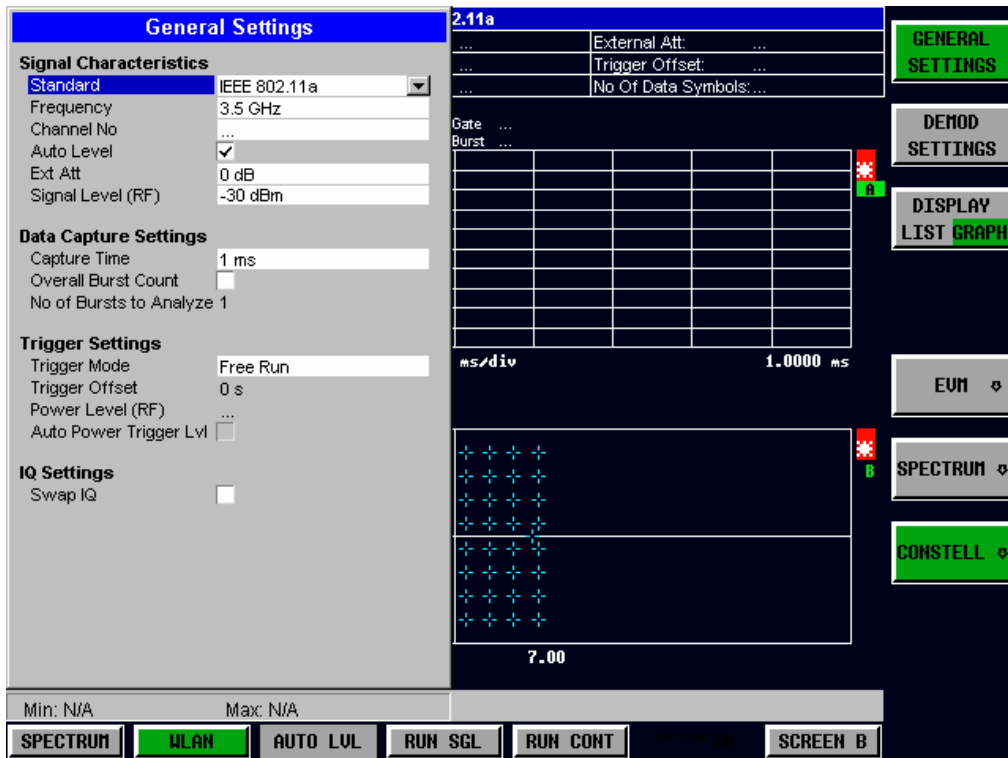 General Settings
Signal Characteristics
Standard IEEE 802.11a
Frequency 3.5 GHz
Channel No ...
Auto Level
Ext Att 0 dB
Signal Level (RF) -30 dBm
Data Capture Settings
Capture Time 1 ms
Overall Burst Count
No of Bursts to Analyze 1
Trigger Settings
Trigger Mode Free Run
Trigger Offset 0 s
Power Level (RF) ...
Auto Power Trigger Lvl
IQ Settings
Swap IQ
Min: N/A Max: N/A
2.11a
... External Att: ...
... Trigger Offset: ...
... No Of Data Symbols: ...
Gate ...
Burst ...
A
ms/div 1.0000 ms
B
7.00
GENERAL
SETTINGS
DEMOD
SETTINGS
DISPLAY
LIST GRAPH
EVM
SPECTRUM
CONSTELL
SPECTRUM WLAN AUTO LVL RUN SGL RUN CONT SCREEN B